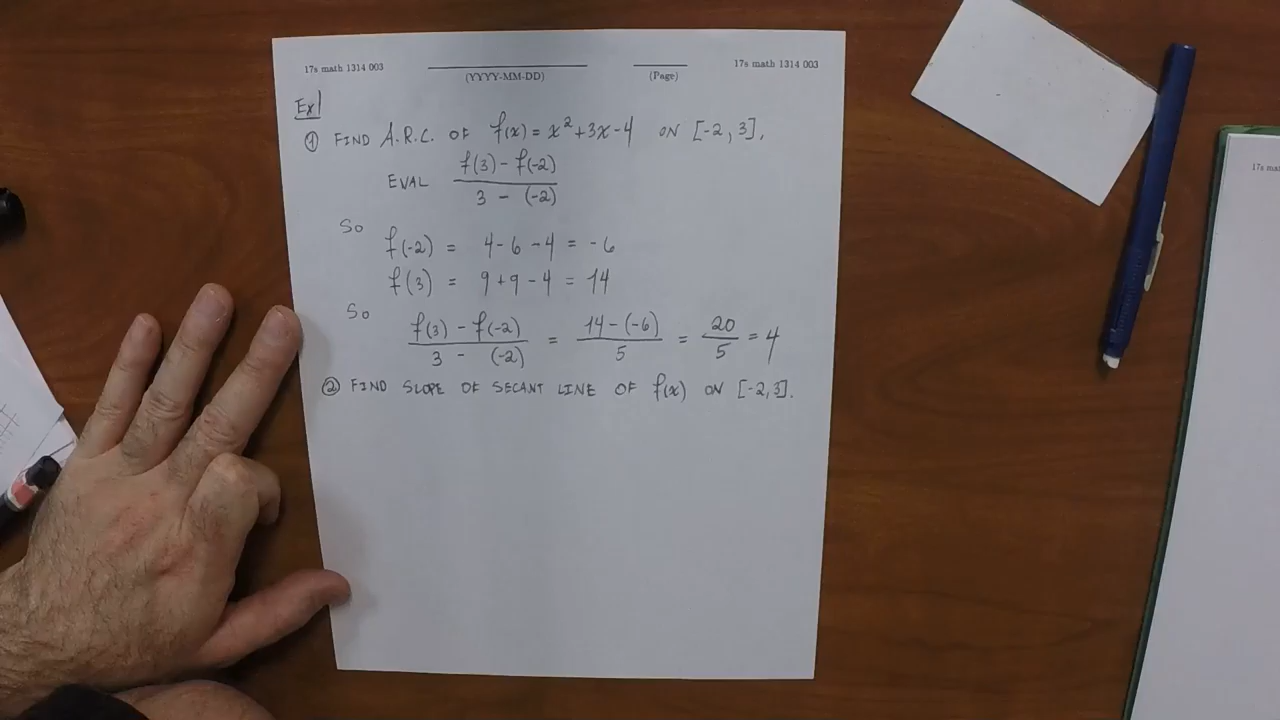 17s math 1314 003 (YYYY-MM-DD) (Page) 17s math 1314 003
Ex1
① FIND A.R.C. OF f(x) = x² + 3x - 4 ON [-2, 3].
EVAL f(3) - f(-2) / 3 - (-2)
So
f(-2) = 4 - 6 - 4 = -6
f(3) = 9 + 9 - 4 = 14
So
f(3) - f(-2) / 3 - (-2) = 14 - (-6) / 5 = 20 / 5 = 4
② FIND SLOPE OF SECANT LINE OF f(x) ON [-2, 3].